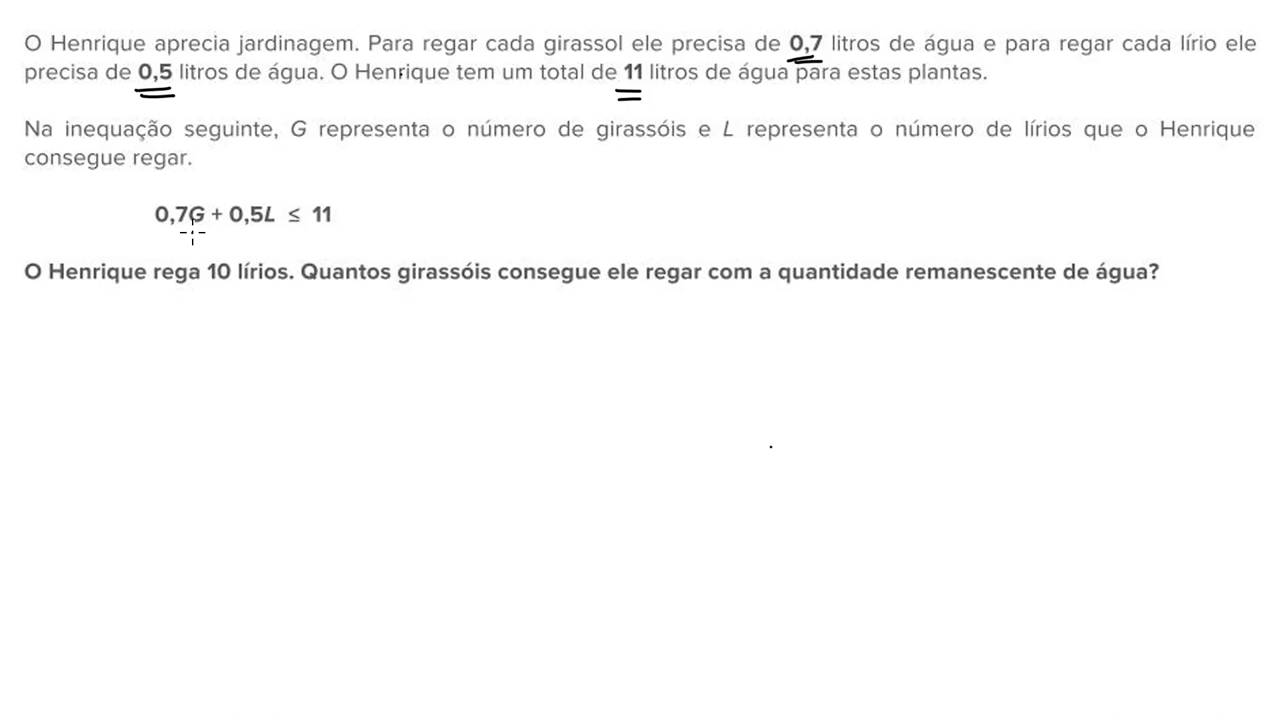 O Henrique aprecia jardinagem. Para regar cada girassol ele precisa de 0,7 litros de água e para regar cada lírio ele
precisa de 0,5 litros de água. O Henrique tem um total de 11 litros de água para estas plantas.
Na inequação seguinte, G representa o número de girassóis e L representa o número de lírios que o Henrique
consegue regar.
0,7G + 0,5L ≤ 11
O Henrique rega 10 lírios. Quantos girassóis consegue ele regar com a quantidade remanescente de água?